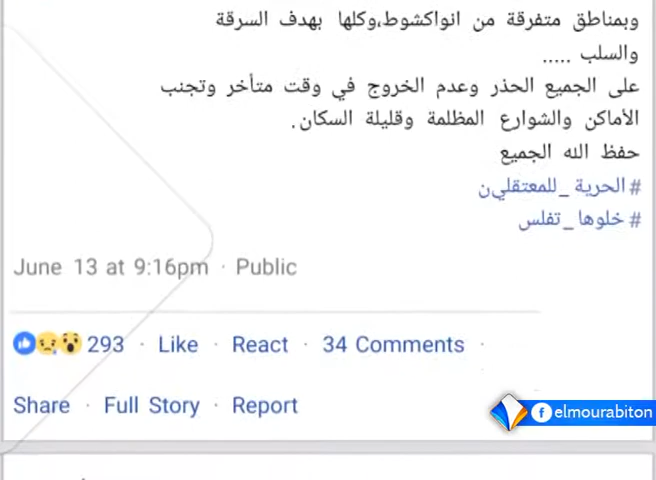 وبمناطق متفرقة من انواكشوط،وكلها بهدف السرقة
والسلب .....
على الجميع الحذر وعدم الخروج في وقت متأخر وتجنب
الأماكن والشوارع المظلمة وقليلة السكان.
حفظ الله الجميع
#الحرية _للمعتقلين
#خلوها_تفلس
June 13 at 9:16pm · Public
293 · Like · React · 34 Comments ·
Share · Full Story · Report
elmourabiton